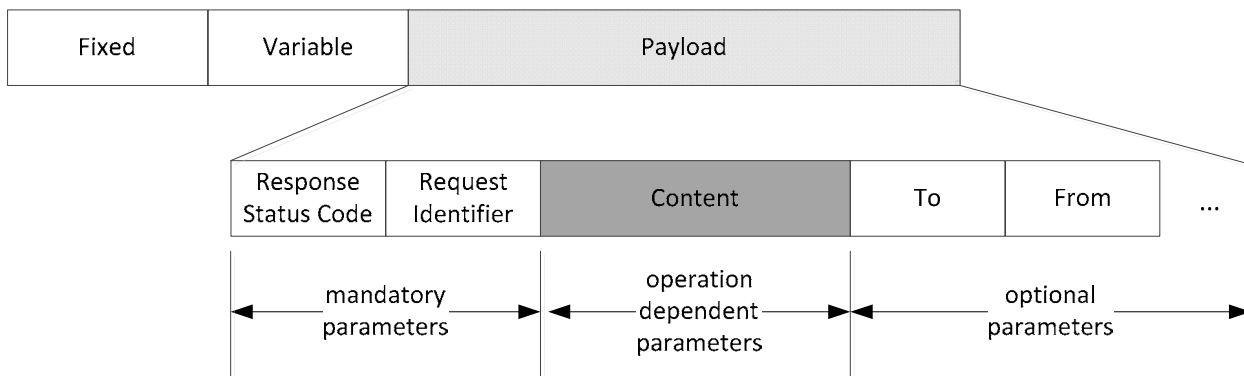 Fixed
Variable
Payload
Response
Status Code
Request
Identifier
Content
To
From
...
mandatory
parameters
operation
dependent
parameters
optional
parameters